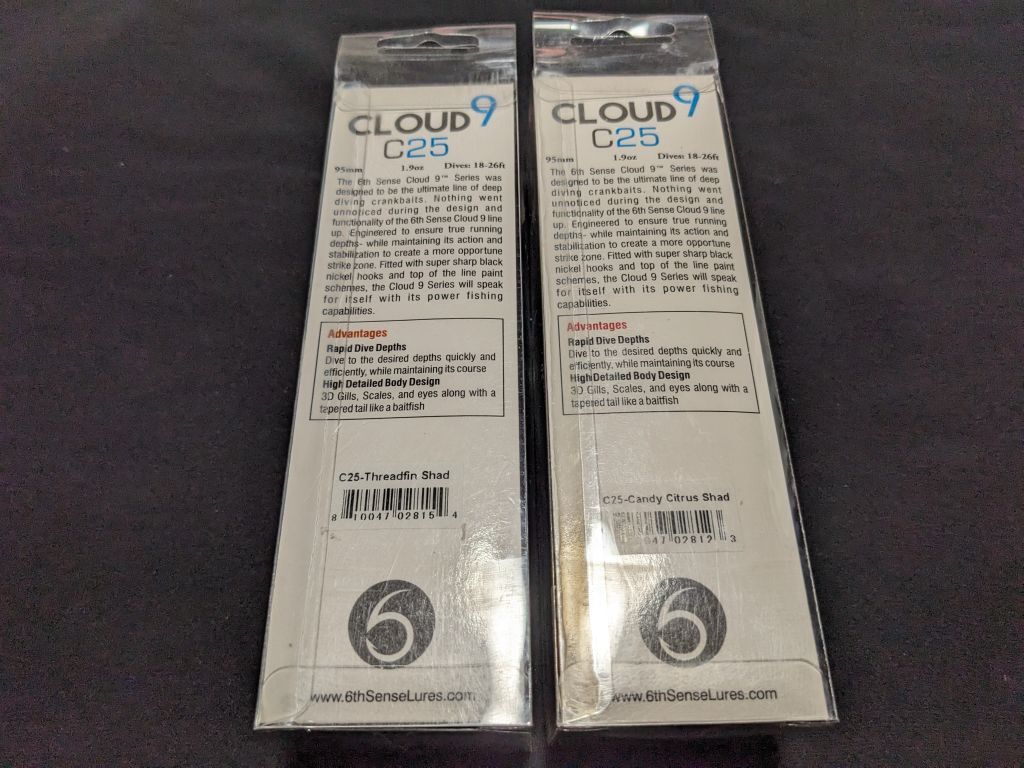 CLOUD9
C25
95mm 1.9oz Dives: 18-26ft
The 6th Sense Cloud 9™ Series was
designed to be the ultimate line of deep
diving crankbaits. Nothing went
unnoticed during the design and
functionality of the 6th Sense Cloud 9 line
up. Engineered to ensure true running
depths- while maintaining its action and
stabilization to create a more opportune
strike zone. Fitted with super sharp black
nickel hooks and top of the line paint
schemes, the Cloud 9 Series will speak
for itself with its power fishing
capabilities.
Advantages
Rapid Dive Depths
Dive to the desired depths quickly and
efficiently, while maintaining its course
High Detailed Body Design
3D Gills, Scales, and eyes along with a
tapered tail like a baitfish
C25-Threadfin Shad
8 10047 02815 4
6
www.6thSenseLures.com
CLOUD9
C25
95mm 1.9oz Dives: 18-26ft
The 6th Sense Cloud 9™ Series was
designed to be the ultimate line of deep
diving crankbaits. Nothing went
unnoticed during the design and
functionality of the 6th Sense Cloud 9 line
up. Engineered to ensure true running
depths- while maintaining its action and
stabilization to create a more opportune
strike zone. Fitted with super sharp black
nickel hooks and top of the line paint
schemes, the Cloud 9 Series will speak
for itself with its power fishing
capabilities.
Advantages
Rapid Dive Depths
Dive to the desired depths quickly and
efficiently, while maintaining its course
High Detailed Body Design
3D Gills, Scales, and eyes along with a
tapered tail like a baitfish
C25-Candy Citrus Shad
02812 3
6
www.6thSenseLures.com